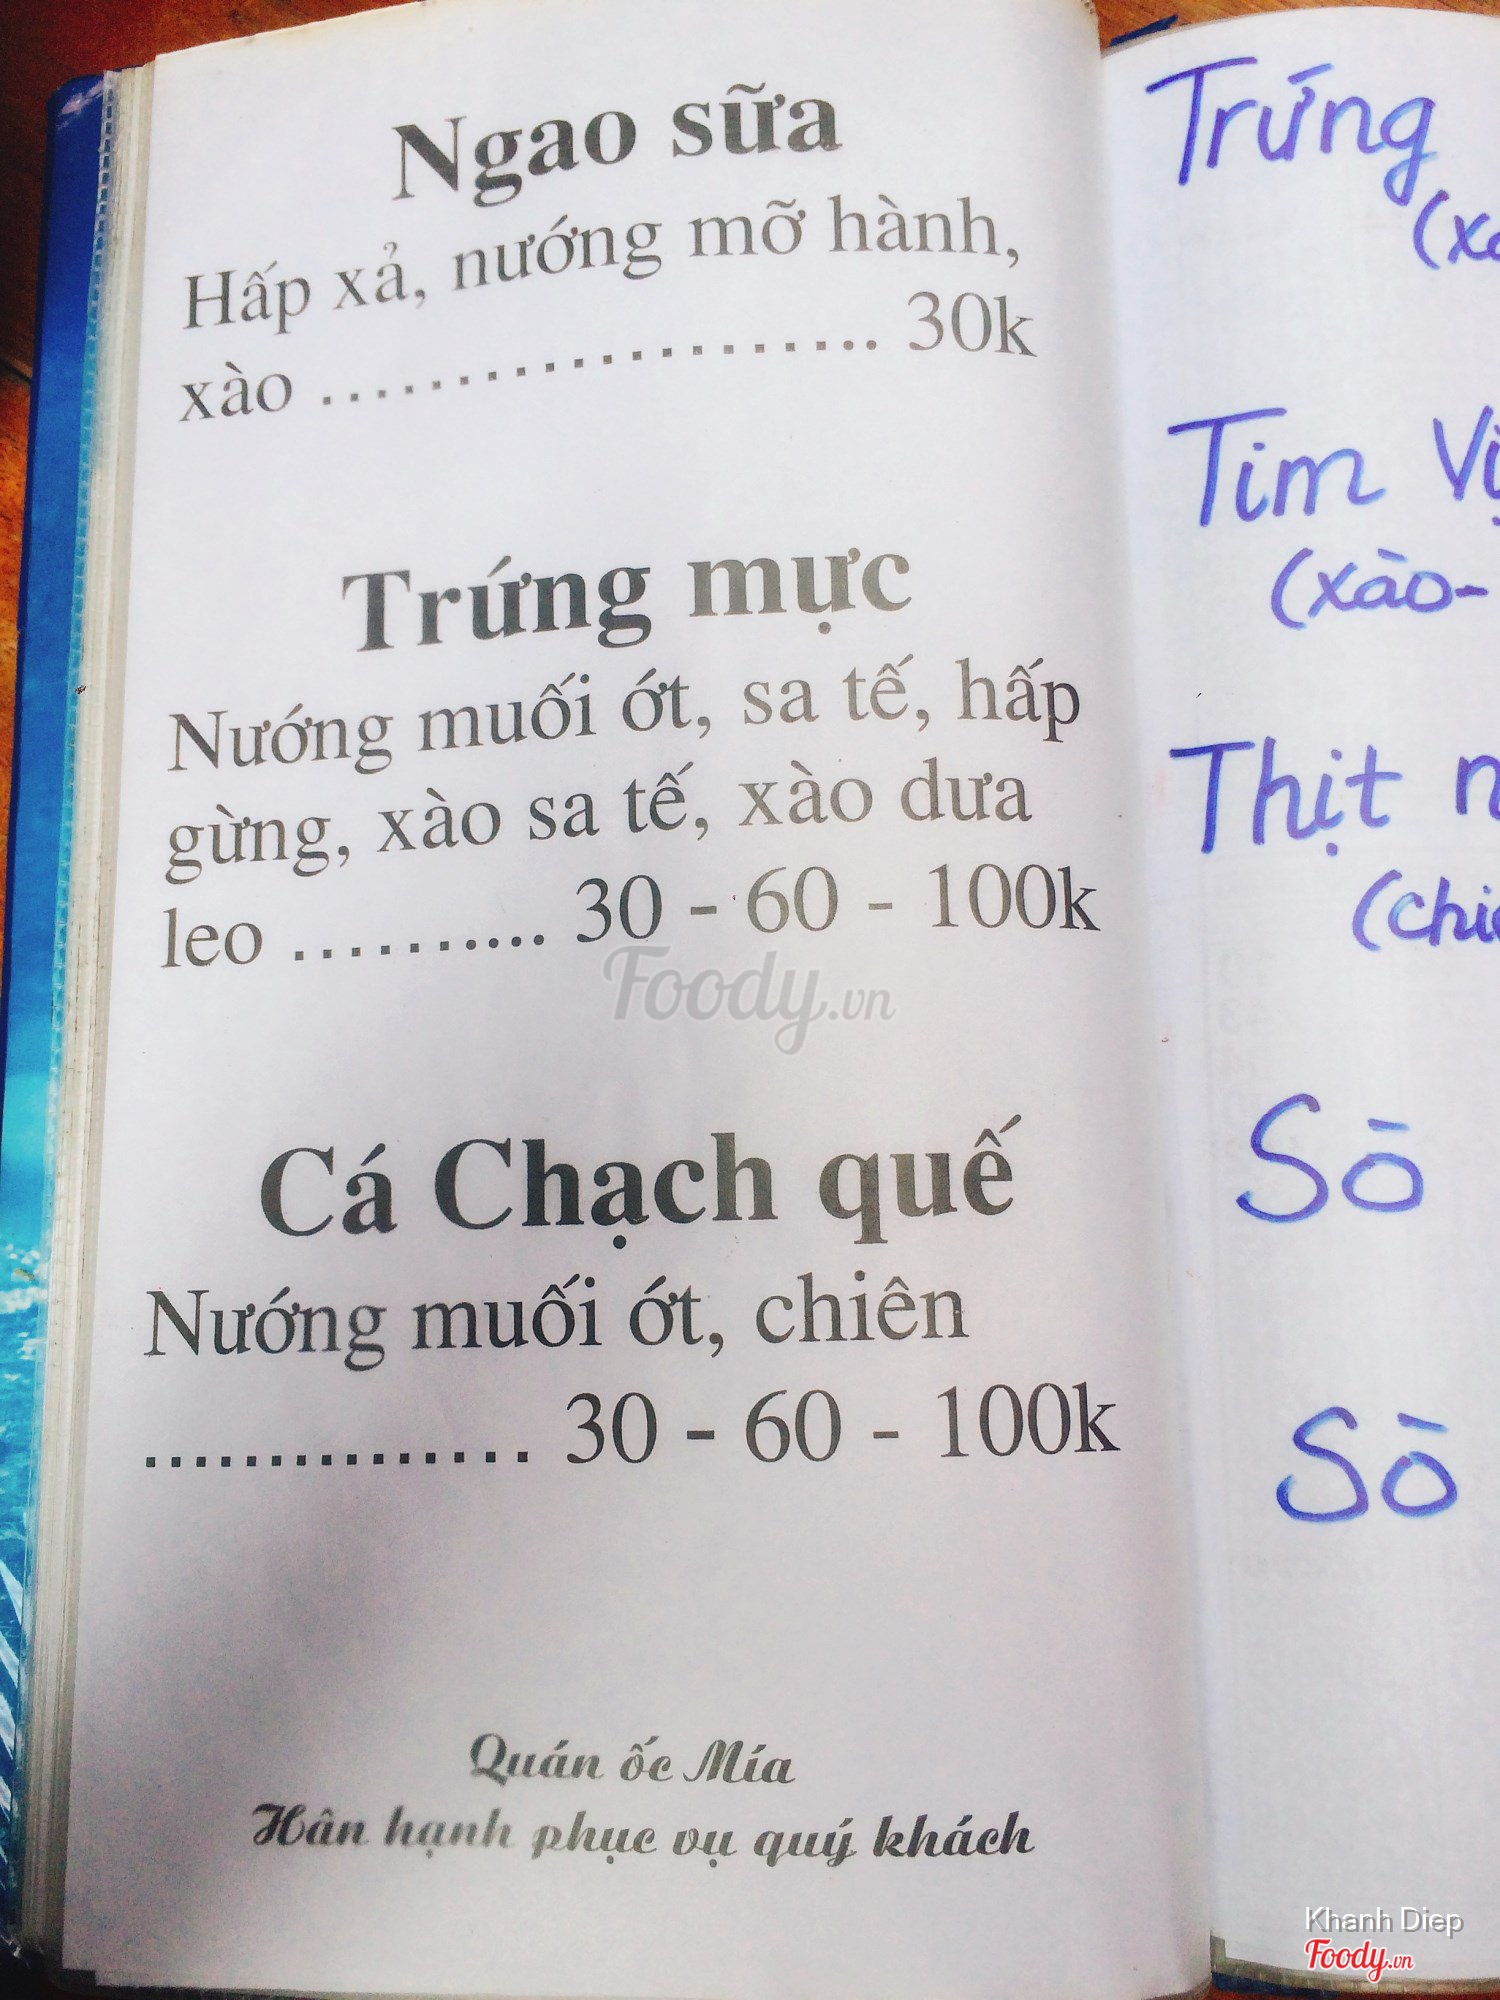 Ngao sữa
Hấp xả, nướng mỡ hành,
xào ..................... 30k
Trứng mực
Nướng muối ớt, sa tế, hấp
gừng, xào sa tế, xào dưa
leo .......... 30 - 60 - 100k
Foody.vn
Cá Chạch quế
Nướng muối ớt, chiên
............... 30 - 60 - 100k
Quán ốc Mía
Hân hạnh phục vụ quý khách
Trứng
Tim
(xào-
Thịt
Sò
Sò
Khanh Diep
Foody.vn